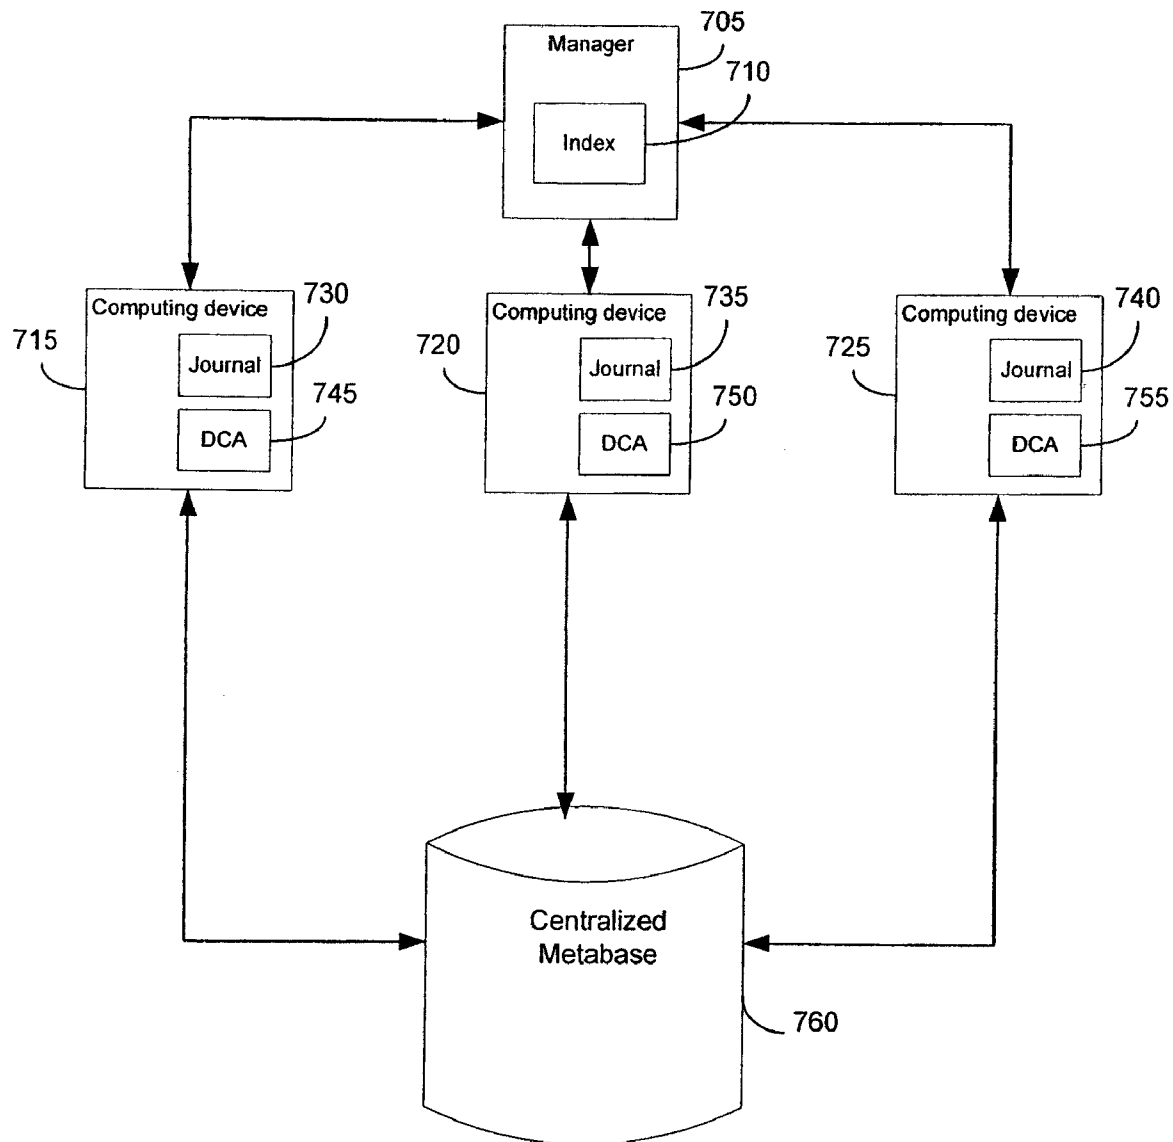 705
Manager
710
Index
Computing device
730
715
Journal
745
DCA
Computing device
735
720
Journal
750
DCA
Computing device
740
725
Journal
755
DCA
Centralized
Metabase
760